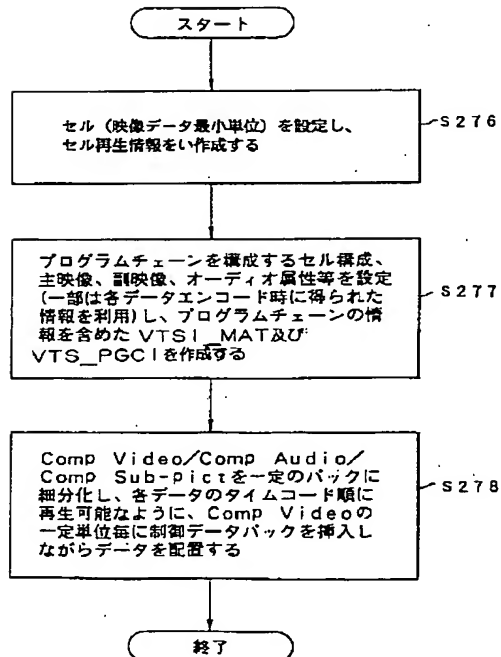 スタート
セル(映像データ最小単位)を設定し、
セル再生情報をい作成する
S276
プログラムチェーンを構成するセル構成、
主映像、副映像、オーディオ属性等を設定
(一部は各データエンコード時に得られた
情報を利用)し、プログラムチェーンの情
報を含めた VTSI_MAT及び
VTS_PGCIを作成する
S277
Comp Video/Comp Audio/
Comp Sub-pictを一定のパックに
細分化し、各データのタイムコード順に
再生可能なように、Comp Videoの
一定単位毎に制御データパックを挿入し
ながらデータを配置する
S278
終了